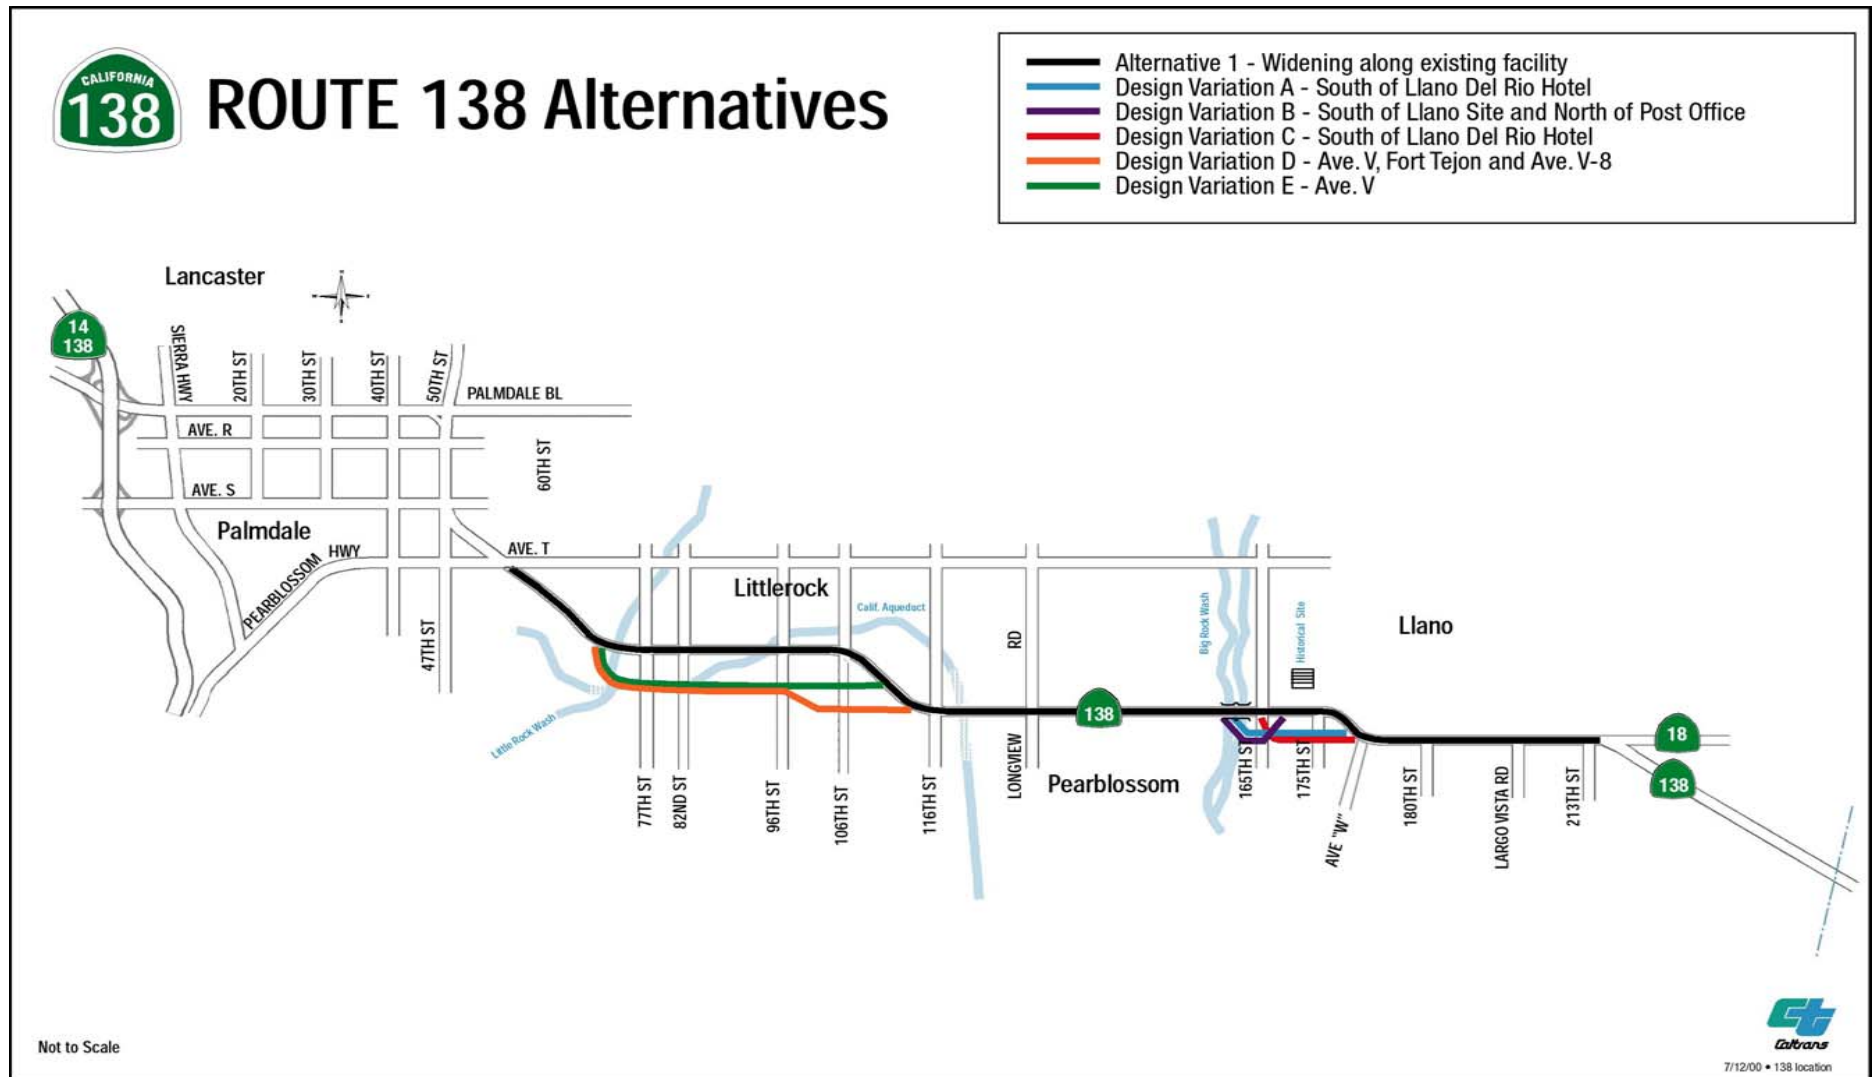 CALIFORNIA
138
ROUTE 138 Alternatives
Alternative 1 - Widening along existing facility
Design Variation A - South of Llano Del Rio Hotel
Design Variation B - South of Llano Site and North of Post Office
Design Variation C - South of Llano Del Rio Hotel
Design Variation D - Ave. V, Fort Tejon and Ave. V-8
Design Variation E - Ave. V
Lancaster
14
138
SIERRA HWY
20TH ST
30TH ST
40TH ST
50TH ST
PALMDALE BL
AVE. R
60TH ST
AVE. S
Palmdale
PEARBLOSSOM HWY
AVE. T
47TH ST
Littlerock
Calif. Aqueduct
Little Rock Wash
LONGVIEW RD
Big Rock Wash
Historical Site
Llano
138
18
138
Pearblossom
77TH ST
82ND ST
96TH ST
106TH ST
116TH ST
165TH ST
175TH ST
AVE "W"
180TH ST
LARGO VISTA RD
213TH ST
Not to Scale
Ct
Caltrans
7/12/00 • 138 location